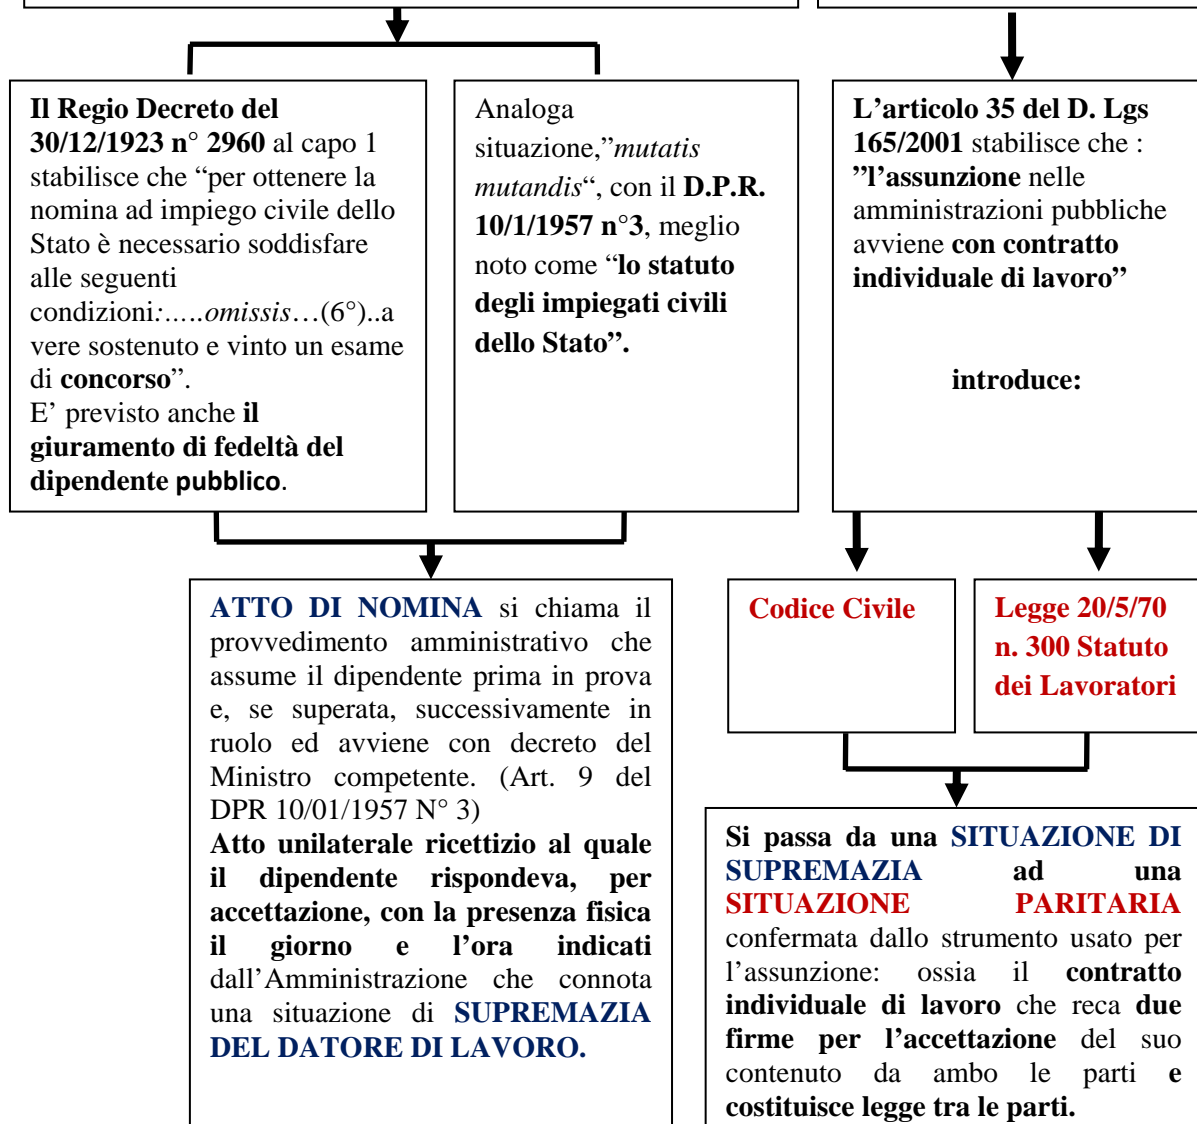 Il Regio Decreto del
30/12/1923 n° 2960 al capo 1
stabilisce che “per ottenere la
nomina ad impiego civile dello
Stato è necessario soddisfare
alle seguenti
condizioni:…..omissis…(6°)..a
vere sostenuto e vinto un esame
di concorso”.
E’ previsto anche il
giuramento di fedeltà del
dipendente pubblico.
Analoga
situazione,”mutatis
mutandis“, con il D.P.R.
10/1/1957 n°3, meglio
noto come “lo statuto
degli impiegati civili
dello Stato”.
L’articolo 35 del D. Lgs
165/2001 stabilisce che :
”l’assunzione nelle
amministrazioni pubbliche
avviene con contratto
individuale di lavoro”
introduce:
ATTO DI NOMINA si chiama il
provvedimento amministrativo che
assume il dipendente prima in prova
e, se superata, successivamente in
ruolo ed avviene con decreto del
Ministro competente. (Art. 9 del
DPR 10/01/1957 N° 3)
Atto unilaterale ricettizio al quale
il dipendente rispondeva, per
accettazione, con la presenza fisica
il giorno e l’ora indicati
dall’Amministrazione che connota
una situazione di SUPREMAZIA
DEL DATORE DI LAVORO.
Codice Civile
Legge 20/5/70
n. 300 Statuto
dei Lavoratori
Si passa da una SITUAZIONE DI
SUPREMAZIA ad una
SITUAZIONE PARITARIA
confermata dallo strumento usato per
l’assunzione: ossia il contratto
individuale di lavoro che reca due
firme per l’accettazione del suo
contenuto da ambo le parti e
costituisce legge tra le parti.